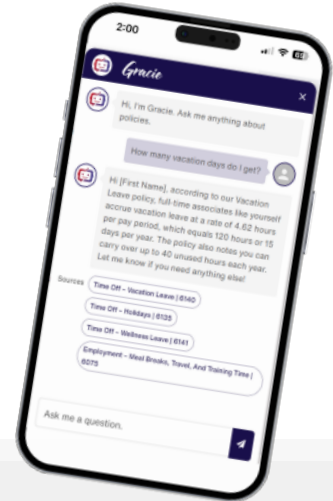 2:00
Gracie
Hi, I'm Gracie. Ask me anything about
policies.
How many vacation days do I get?
Hi [First Name], according to our Vacation
Leave policy, full-time associates like yourself
accrue vacation leave at a rate of 4.62 hours
per pay period, which equals 120 hours or 15
days per year. The policy also notes you can
carry over up to 40 unused hours each year.
Let me know if you need anything else!
Sources
Time Off – Vacation Leave | 6140
Time Off – Holidays | 6135
Time Off – Wellness Leave | 6141
Employment – Meal Breaks, Travel, And Training Time |
6075
Ask me a question.